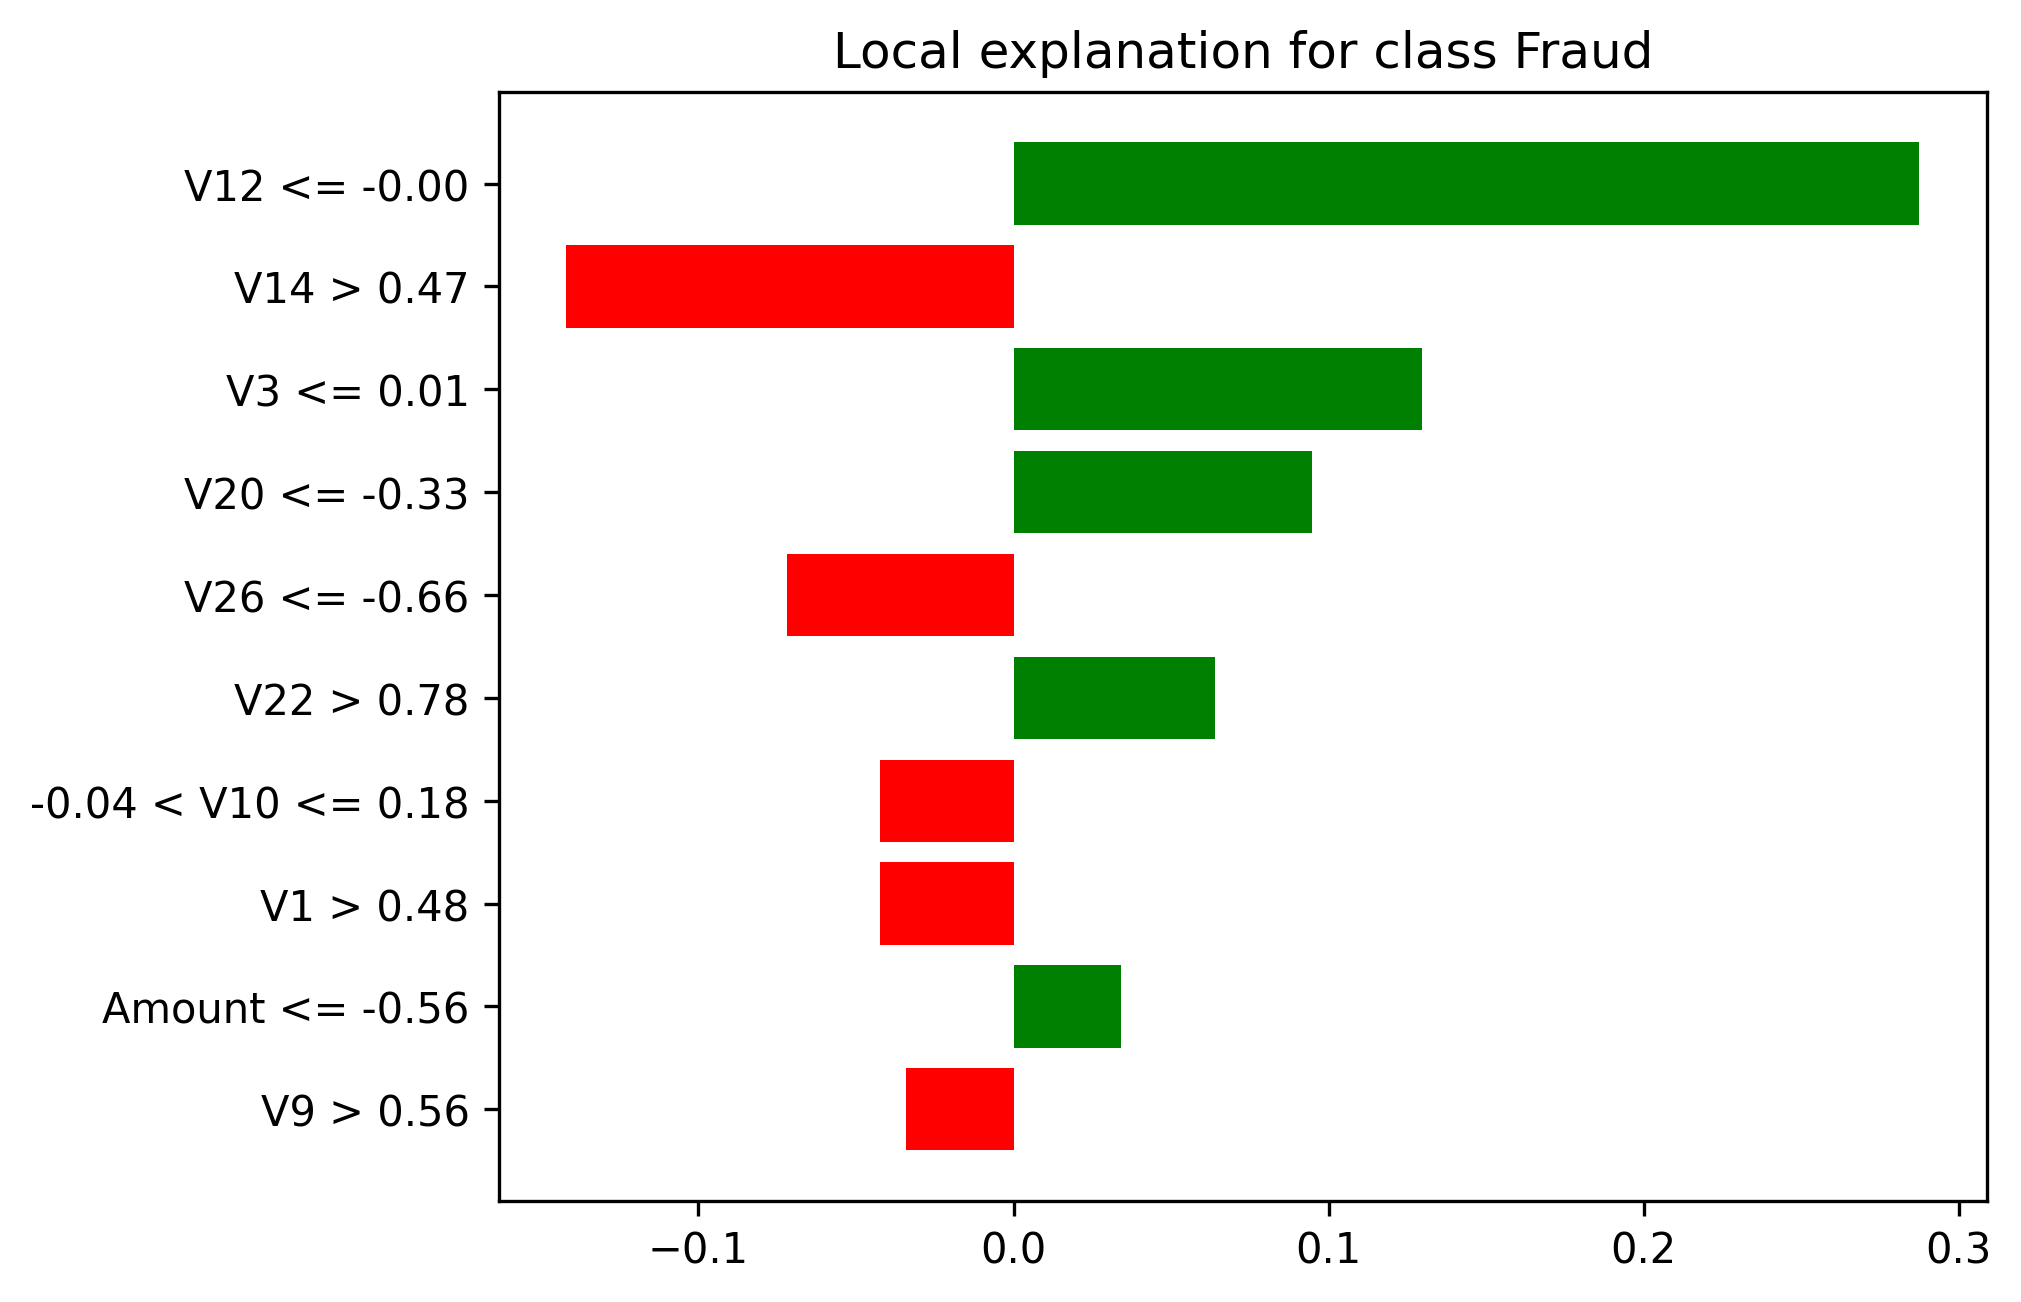 Local explanation for class Fraud
V12 <= -0.00
V14 > 0.47
V3 <= 0.01
V20 <= -0.33
V26 <= -0.66
V22 > 0.78
-0.04 < V10 <= 0.18
V1 > 0.48
Amount <= -0.56
V9 > 0.56
−0.1 0.0 0.1 0.2 0.3